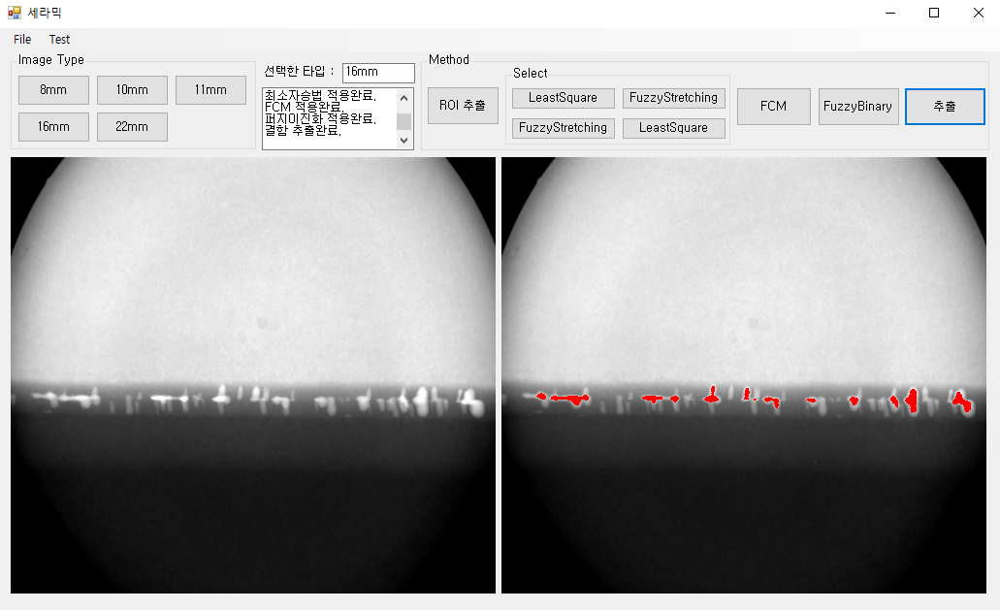 세라믹
File Test
Image Type
8mm 10mm 11mm
16mm 22mm
선택한 타입 : 16mm
최소자승법 적용완료.
FCM 적용완료.
퍼지이진화 적용완료.
결함 추출완료.
Method
ROI 추출
Select
LeastSquare FuzzyStretching
FuzzyStretching LeastSquare
FCM FuzzyBinary 추출